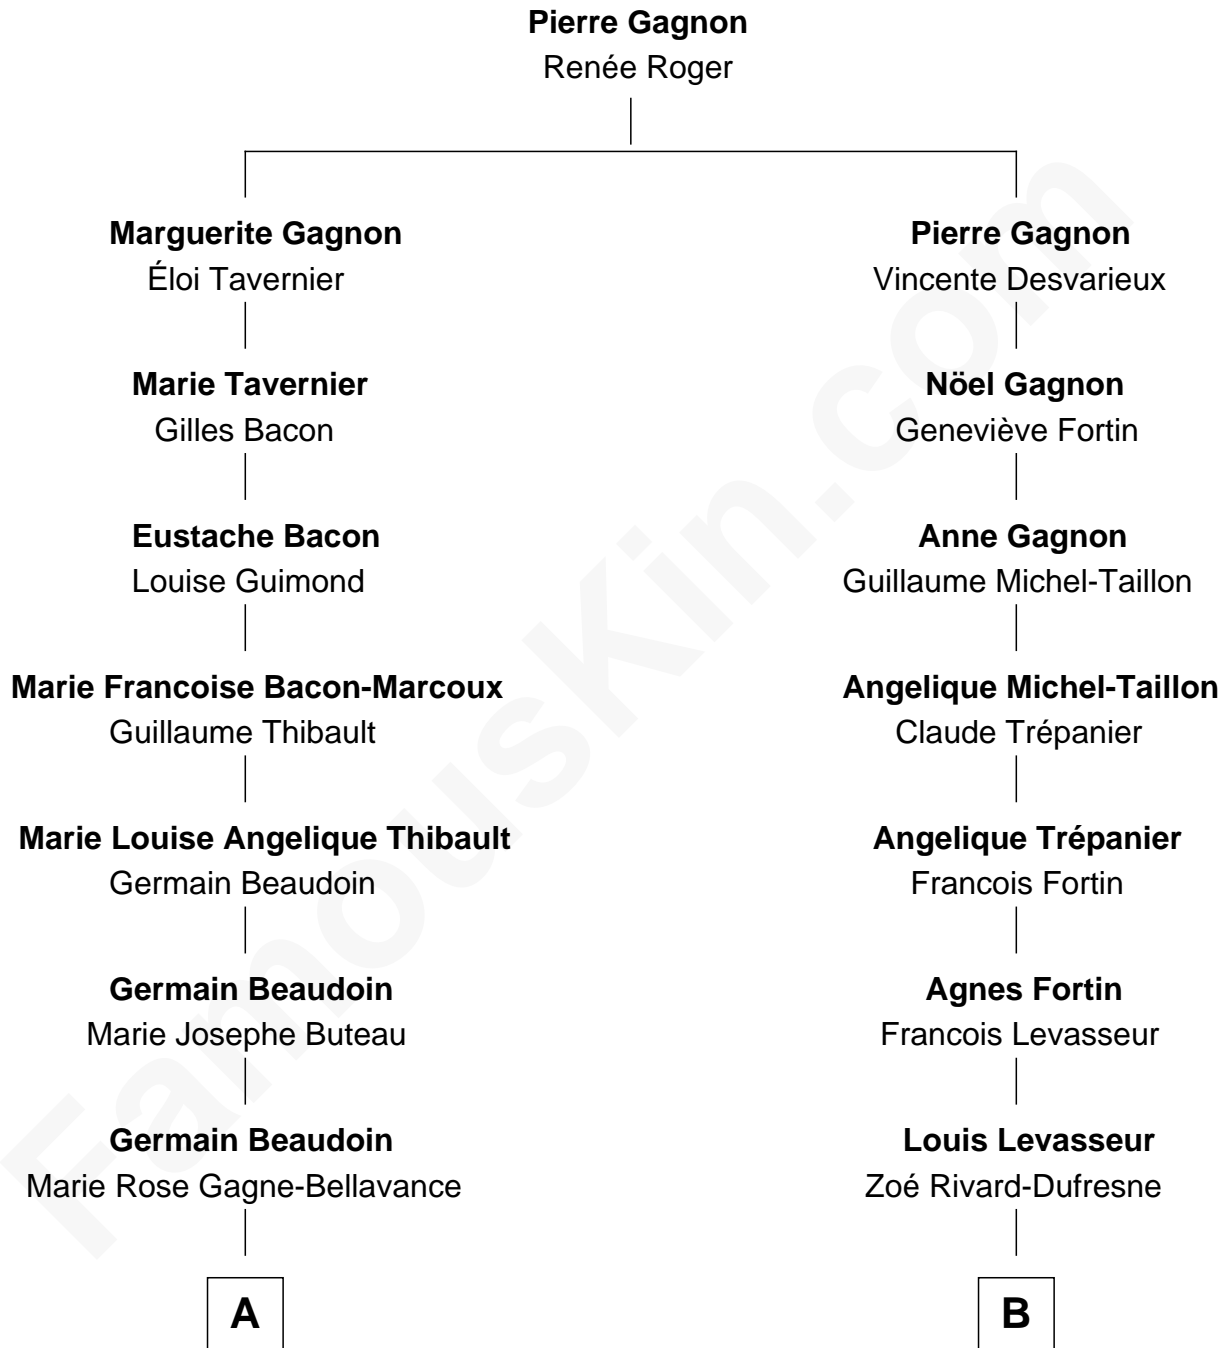 Pierre Gagnon
Renée Roger
Marguerite Gagnon
Éloi Tavernier
Pierre Gagnon
Vincente Desvarieux
Marie Tavernier
Gilles Bacon
Nöel Gagnon
Geneviève Fortin
Eustache Bacon
Louise Guimond
Anne Gagnon
Guillaume Michel-Taillon
Marie Francoise Bacon-Marcoux
Guillaume Thibault
Angelique Michel-Taillon
Claude Trépanier
Marie Louise Angelique Thibault
Germain Beaudoin
Angelique Trépanier
Francois Fortin
Germain Beaudoin
Marie Josephe Buteau
Agnes Fortin
Francois Levasseur
Germain Beaudoin
Marie Rose Gagne-Bellavance
Louis Levasseur
Zoé Rivard-Dufresne
A
B
FamousKin.com